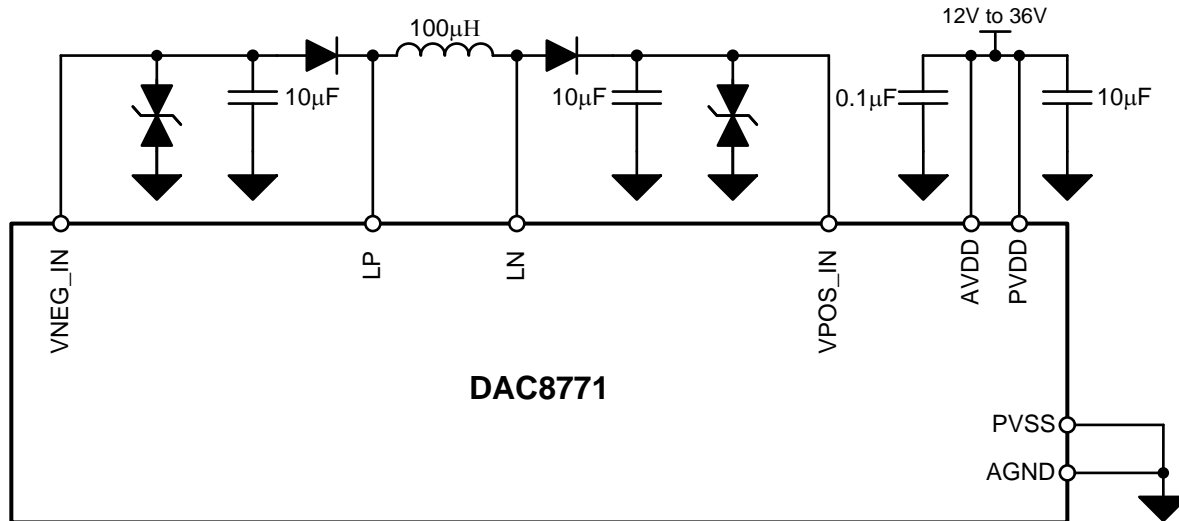 12V to 36V
100μH
10μF
10μF
0.1μF
10μF
VNEG_IN
LP
LN
VPOS_IN
AVDD
PVDD
DAC8771
PVSS
AGND